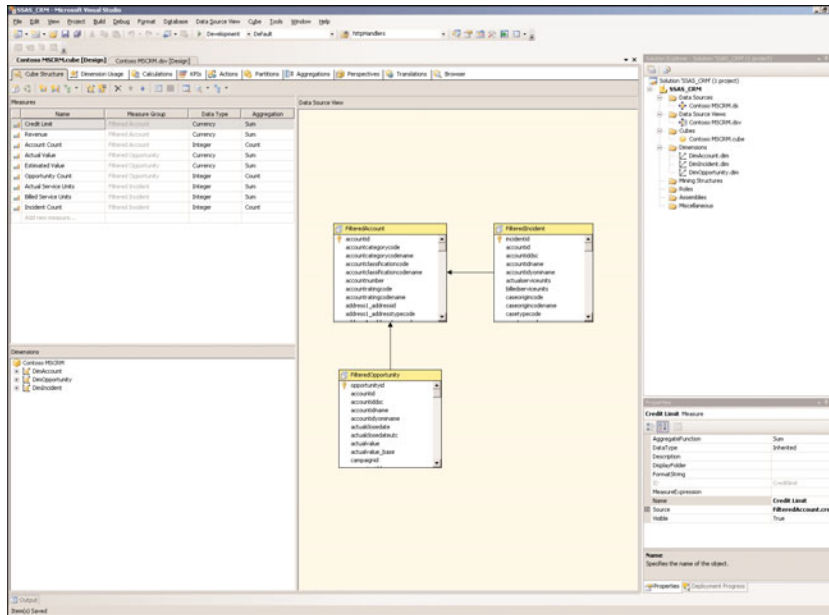 SSAS_CRM - Microsoft Visual Studio
File Edit View Project Build Debug Format Database Data Source View Cube Tools Window Help
Development Default httpHandlers
Contoso MSCRM.cube [Design] Contoso MSCRM.dsv [Design]
Cube Structure Dimension Usage Calculations KPIs Actions Partitions Aggregations Perspectives Translations Browser
Measures
Name Measure Group Data Type Aggregation
Credit Limit Filtered Account Currency Sum
Revenue Filtered Account Currency Sum
Account Count Filtered Account Integer Count
Actual Value Filtered Opportunity Currency Sum
Estimated Value Filtered Opportunity Currency Sum
Opportunity Count Filtered Opportunity Integer Count
Actual Service Units Filtered Incident Integer Sum
Billed Service Units Filtered Incident Integer Sum
Incident Count Filtered Incident Integer Count
Add new measure...
Dimensions
Contoso MSCRM
DimAccount
DimOpportunity
DimIncident
Data Source View
FilteredAccount
accountid
accountcategorycode
accountcategorycodename
accountclassificationcode
accountclassificationcodename
accountnumber
accountratingcode
accountratingcodename
address1_addressid
address1_addresstypecode
FilteredIncident
incidentid
accountid
accountiddsc
accountidname
accountidyominame
actualserviceunits
billedserviceunits
caseorigincode
caseorigincodename
casetypecode
FilteredOpportunity
opportunityid
accountid
accountiddsc
accountidname
accountidyominame
actualclosedate
actualclosedateutc
actualvalue
actualvalue_base
campaignid
Solution Explorer - Solution 'SSAS_CRM' (1 project)
Solution 'SSAS_CRM' (1 project)
SSAS_CRM
Data Sources
Contoso MSCRM.ds
Data Source Views
Contoso MSCRM.dsv
Cubes
Contoso MSCRM.cube
Dimensions
DimAccount.dim
DimIncident.dim
DimOpportunity.dim
Mining Structures
Roles
Assemblies
Miscellaneous
Properties
Credit Limit Measure
AggregateFunction Sum
DataType Inherited
Description
DisplayFolder
FormatString
ID CreditLimit
MeasureExpression
Name Credit Limit
Source FilteredAccount.cre
Visible True
Name
Specifies the name of the object.
Properties Deployment Progress
Output
Item(s) Saved